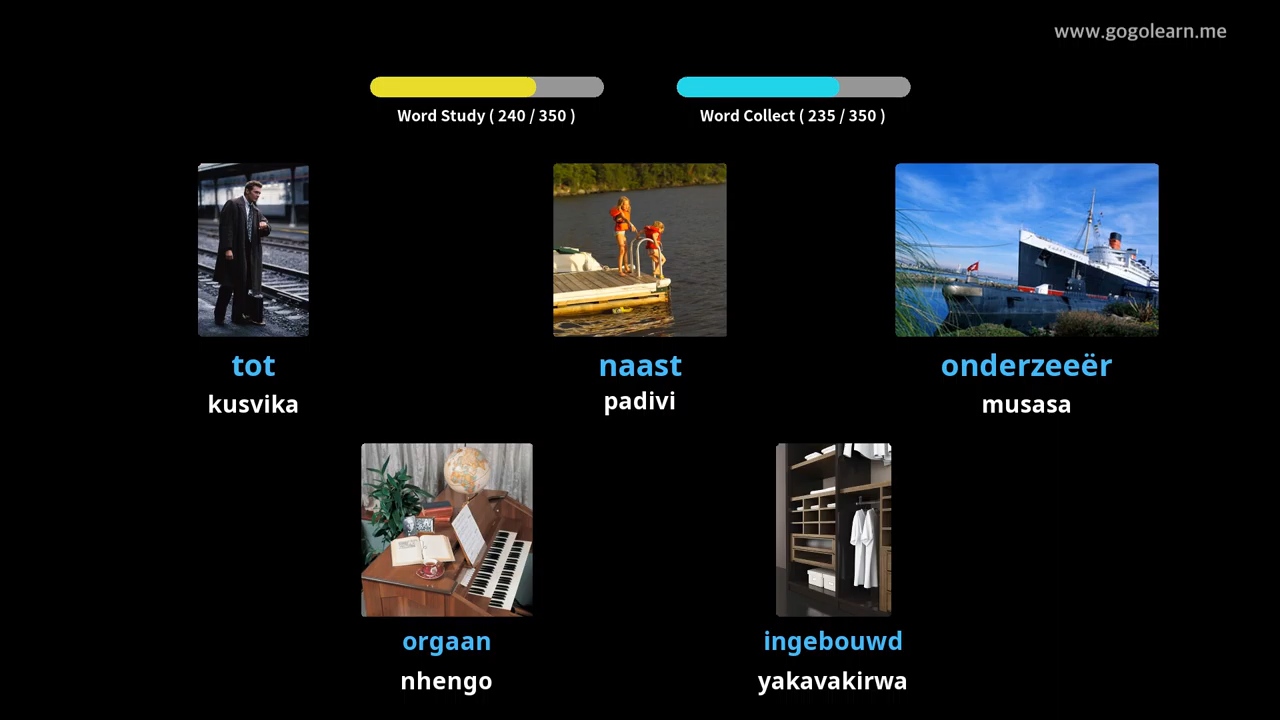 www.gogolearn.me
Word Study ( 240 / 350 )
Word Collect ( 235 / 350 )
tot
kusvika
naast
padivi
onderzeeër
musasa
orgaan
nhengo
ingebouwd
yakavakirwa